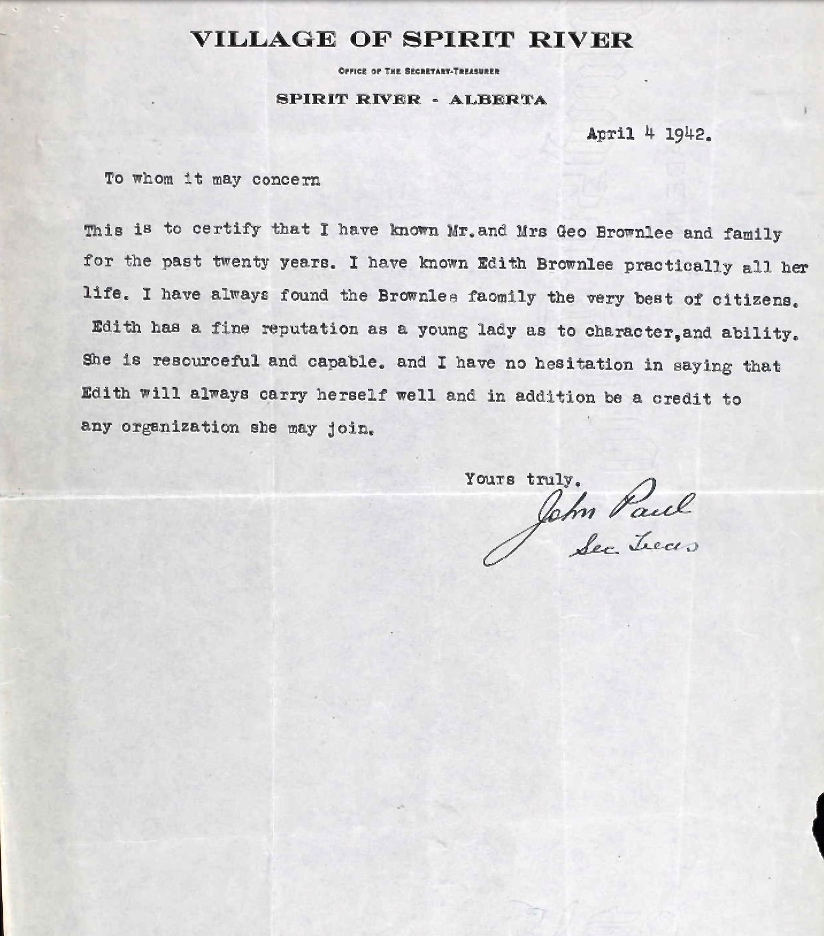 VILLAGE OF SPIRIT RIVER
OFFICE OF THE SECRETARY-TREASURER
SPIRIT RIVER - ALBERTA
April 4 1942.
To whom it may concern
This is to certify that I have known Mr.and Mrs Geo Brownlee and family
for the past twenty years. I have known Edith Brownlee practically all her
life. I have always found the Brownlee faomily the very best of citizens.
Edith has a fine reputation as a young lady as to character,and ability.
She is resourceful and capable. and I have no hesitation in saying that
Edith will always carry herself well and in addition be a credit to
any organization she may join.
Yours truly.
John Paul
Sec Treas